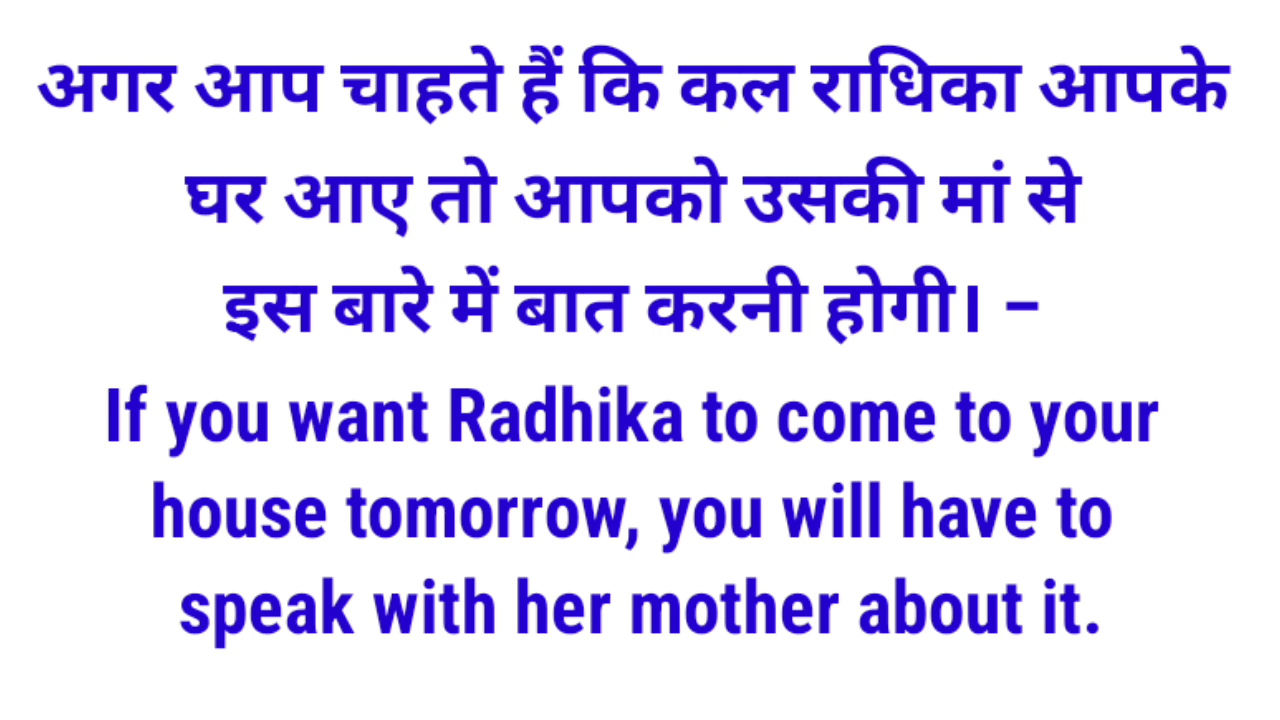 अगर आप चाहते हैं कि कल राधिका आपके
घर आए तो आपको उसकी मां से
इस बारे में बात करनी होगी। –
If you want Radhika to come to your
house tomorrow, you will have to
speak with her mother about it.